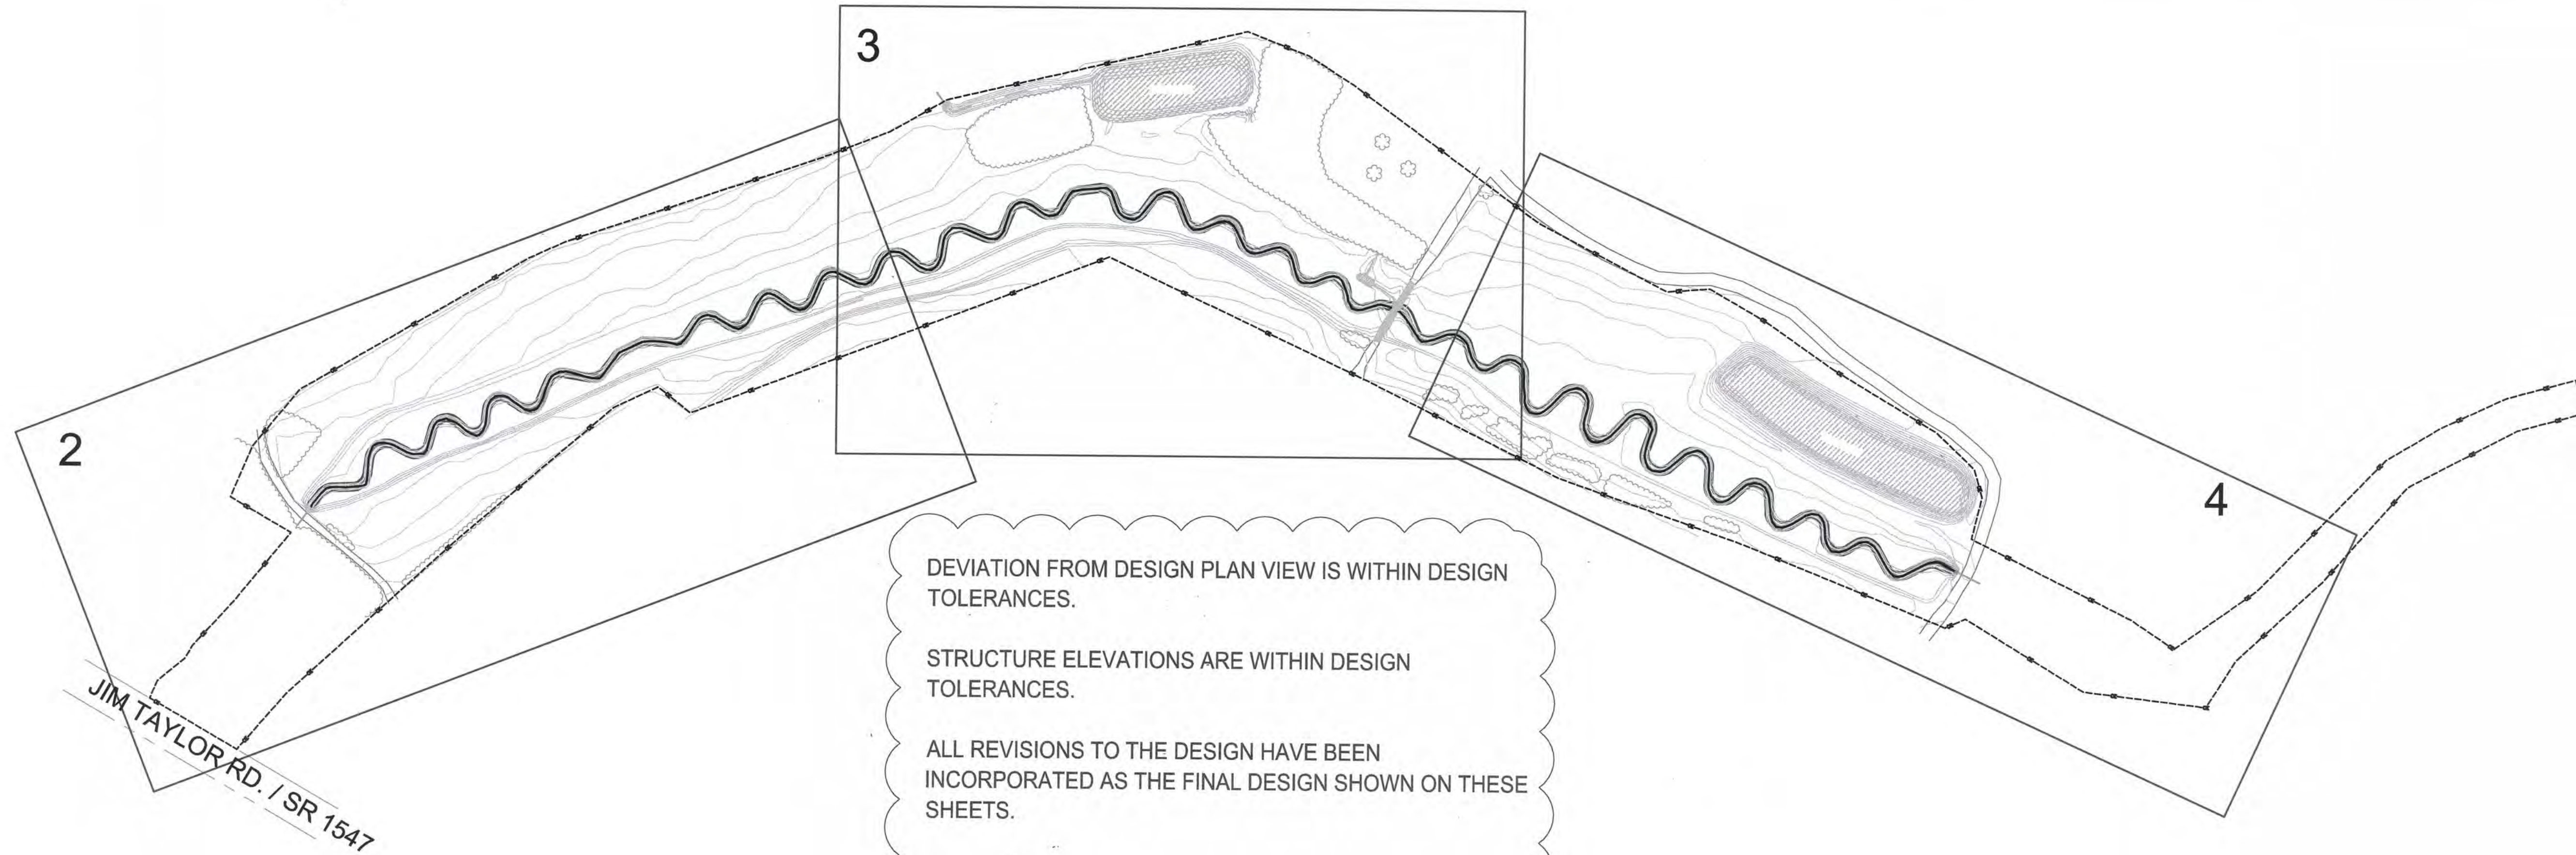 3
2
4
DEVIATION FROM DESIGN PLAN VIEW IS WITHIN DESIGN
TOLERANCES.
STRUCTURE ELEVATIONS ARE WITHIN DESIGN
TOLERANCES.
ALL REVISIONS TO THE DESIGN HAVE BEEN
INCORPORATED AS THE FINAL DESIGN SHOWN ON THESE
SHEETS.
JIM TAYLOR RD. / SR 1547